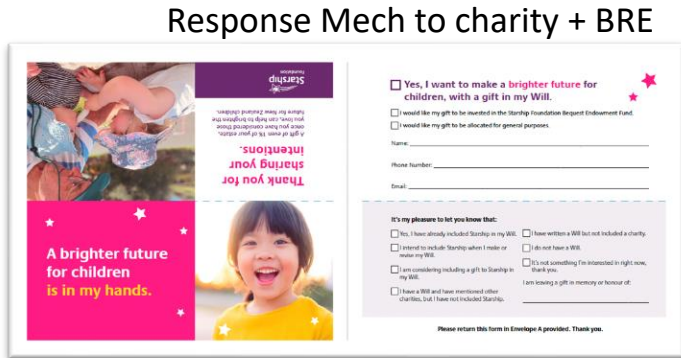 Response Mech to charity + BRE
Starship
Foundation
A gift of even 1% of your estate,
once you have considered those
you love, can help to brighten the
future for New Zealand children.
Thank you for
sharing your
intentions.
A brighter future
for children
is in my hands.
Yes, I want to make a brighter future for
children, with a gift in my Will.
I would like my gift to be invested in the Starship Foundation Bequest Endowment Fund.
I would like my gift to be allocated for general purposes
Name:
Phone Number:
Email:
It's my pleasure to let you know that:
Yes, I have already included Starship in my Will.
I intend to include Starship when I make or
revise my Will.
I am considering including a gift to Starship in
my Will.
I have a Will and have mentioned other
charities, but I have not included Starship.
I have written a Will but not included a charity.
I do not have a Will.
It's not something I'm interested in right now,
thank you.
I am leaving a gift in memory or honour of:
Please return this form in Envelope A provided. Thank you.